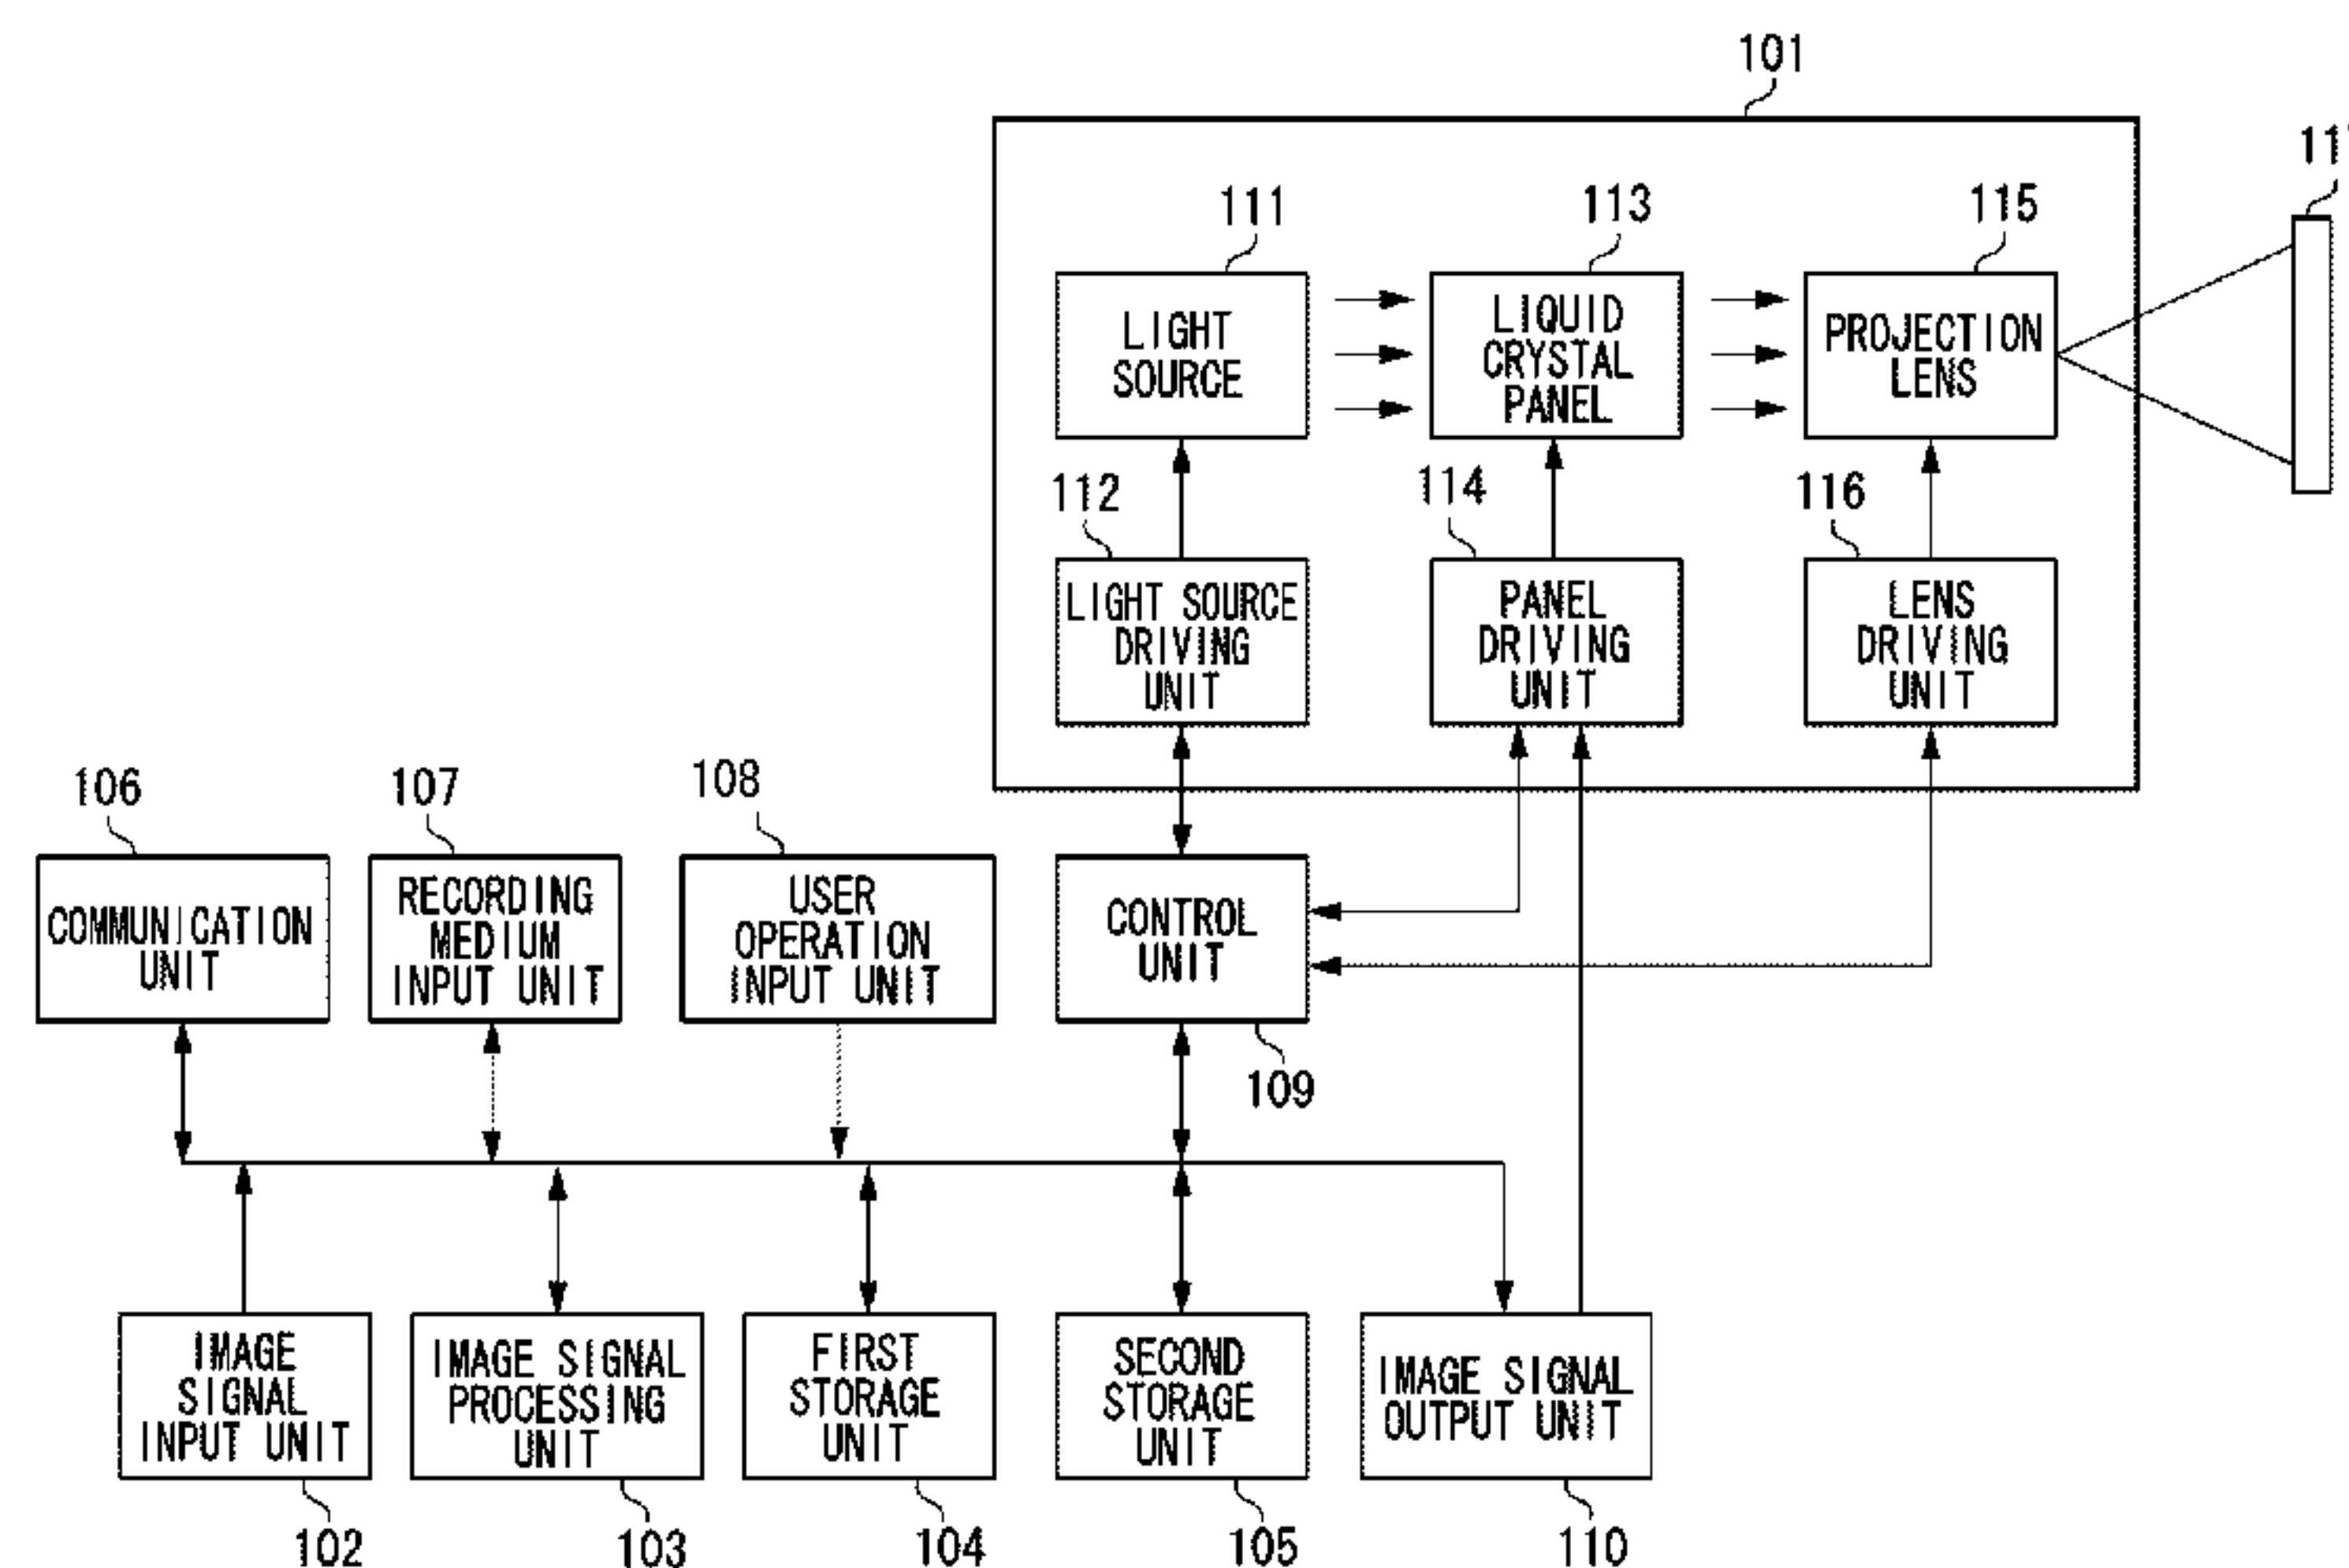 101
11
111
113
115
LIGHT
SOURCE
LIQUID
CRYSTAL
PANEL
PROJECTION
LENS
112
114
116
LIGHT SOURCE
DRIVING
UNIT
PANEL
DRIVING
UNIT
LENS
DRIVING
UNIT
106
107
108
COMMUNICATION
UNIT
RECORDING
MEDIUM
INPUT UNIT
USER
OPERATION
INPUT UNIT
CONTROL
UNIT
109
IMAGE
SIGNAL
INPUT UNIT
IMAGE SIGNAL
PROCESSING
UNIT
FIRST
STORAGE
UNIT
SECOND
STORAGE
UNIT
IMAGE SIGNAL
OUTPUT UNIT
102
103
104
105
110